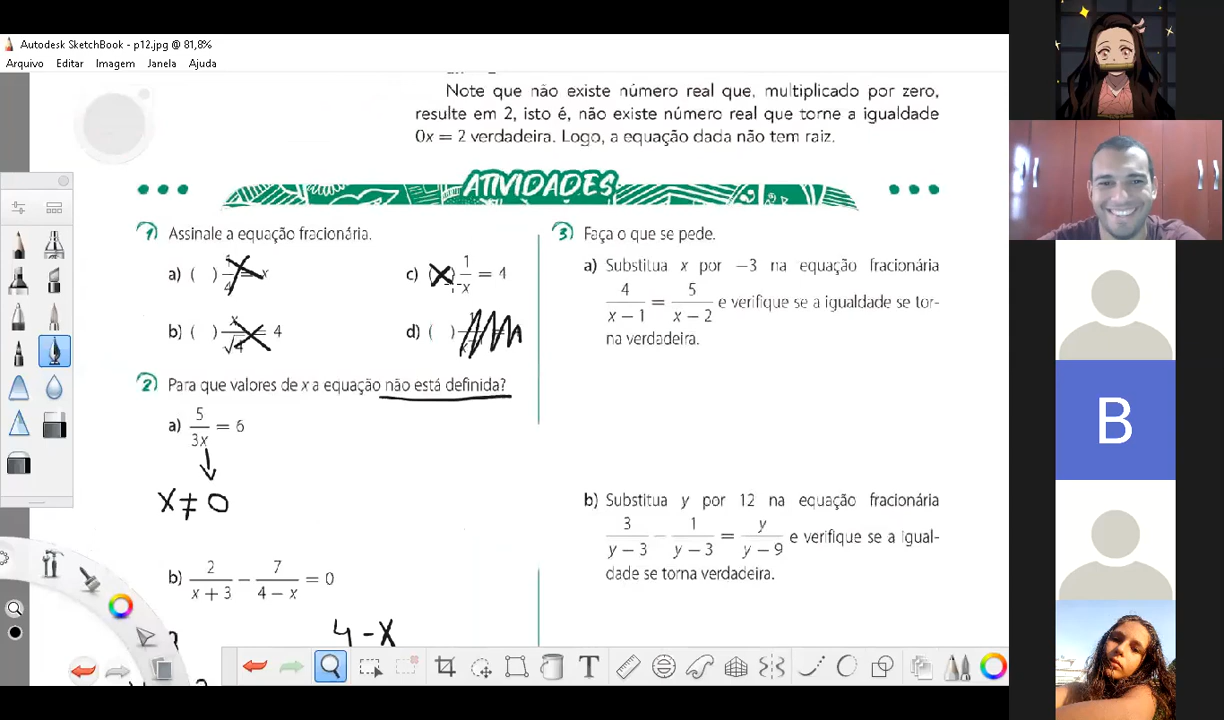 Autodesk SketchBook - p12.jpg @ 81,8%
Arquivo Editar Imagem Janela Ajuda
Note que não existe número real que, multiplicado por zero,
resulte em 2, isto é, não existe número real que torne a igualdade
0x = 2 verdadeira. Logo, a equação dada não tem raiz.
ATIVIDADES
1 Assinale a equação fracionária.
a) ( ) = x
b) ( ) x/√4 = 4
c) ( ) 1/x = 4
d) ( )
2 Para que valores de x a equação não está definida?
a) 5/3x = 6
x ≠ 0
b) 2/(x + 3) − 7/(4 − x) = 0
4 - x
3 Faça o que se pede.
a) Substitua x por −3 na equação fracionária
4/(x − 1) = 5/(x − 2) e verifique se a igualdade se tor-
na verdadeira.
b) Substitua y por 12 na equação fracionária
3/(y − 3) − 1/(y − 3) = y/(y − 9) e verifique se a igual-
dade se torna verdadeira.
B